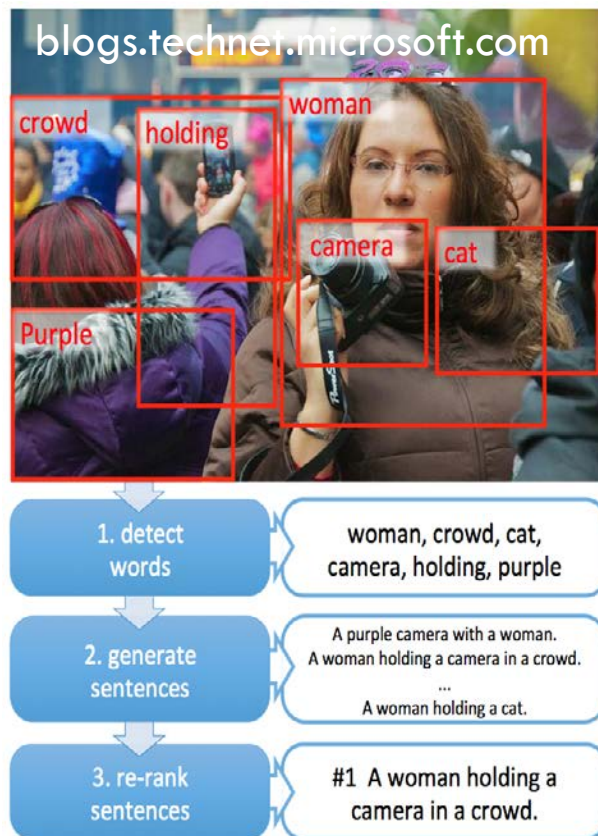 blogs.technet.microsoft.com
crowd
holding
woman
camera
cat
Purple
PowerShot
1. detect
words
woman, crowd, cat,
camera, holding, purple
2. generate
sentences
A purple camera with a woman.
A woman holding a camera in a crowd.
...
A woman holding a cat.
3. re-rank
sentences
#1 A woman holding a
camera in a crowd.